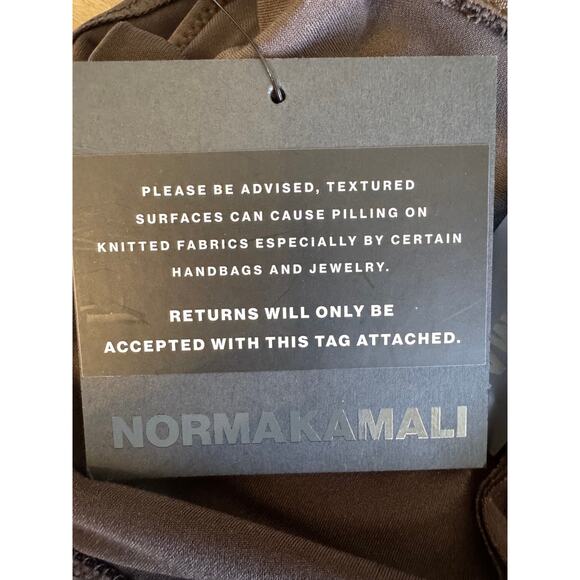 PLEASE BE ADVISED, TEXTURED
SURFACES CAN CAUSE PILLING ON
KNITTED FABRICS ESPECIALLY BY CERTAIN
HANDBAGS AND JEWELRY.
RETURNS WILL ONLY BE
ACCEPTED WITH THIS TAG ATTACHED.
NORMAKAMALI